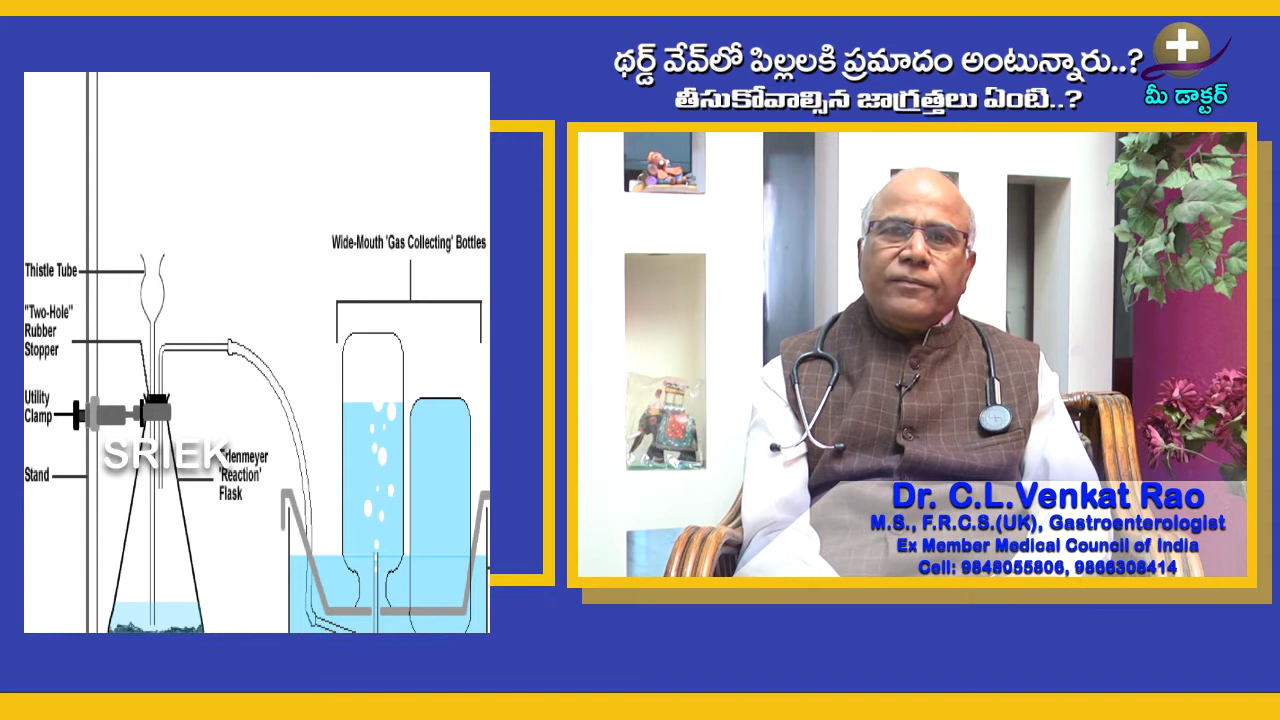 థర్డ్ వేవ్‌లో పిల్లలకి ప్రమాదం అంటున్నారు..?
తీసుకోవాల్సిన జాగ్రత్తలు ఏంటి..?
మీ డాక్టర్
Wide-Mouth 'Gas Collecting' Bottles
Thistle Tube
"Two-Hole"
Rubber
Stopper
Utility
Clamp
SRIEK
Stand
'Reaction'
Flask
Dr. C.L.Venkat Rao
M.S., F.R.C.S.(UK), Gastroenterologist
Ex Member Medical Council of India
Cell: 9848055806, 9866308414